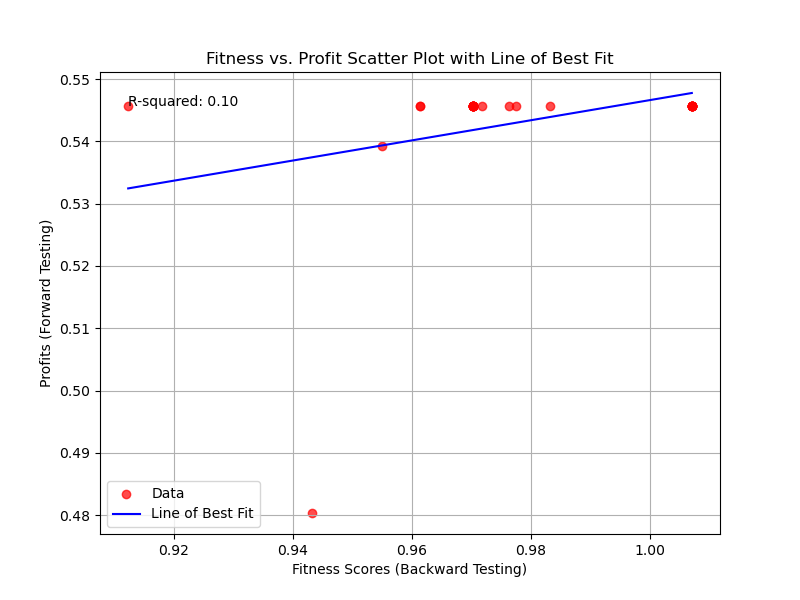 Fitness vs. Profit Scatter Plot with Line of Best Fit
R-squared: 0.10
0.55
0.54
0.53
0.52
0.51
0.50
0.49
0.48
Profits (Forward Testing)
Data
Line of Best Fit
0.92 0.94 0.96 0.98 1.00
Fitness Scores (Backward Testing)